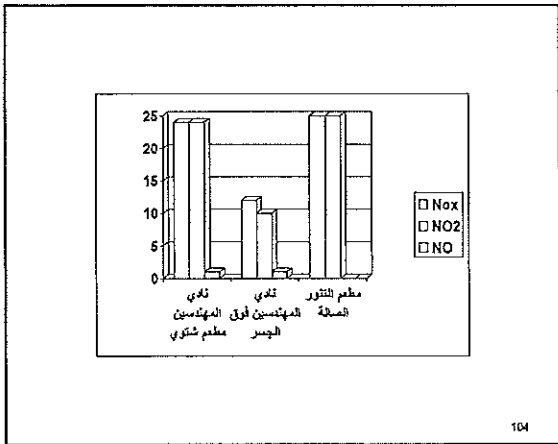 25
20
15
10
5
0
نادي
المهندسين
مطعم شتوي
نادي
المهندسين فوق
الجسر
مطعم التنور
الصالة
Nox
NO2
NO
104